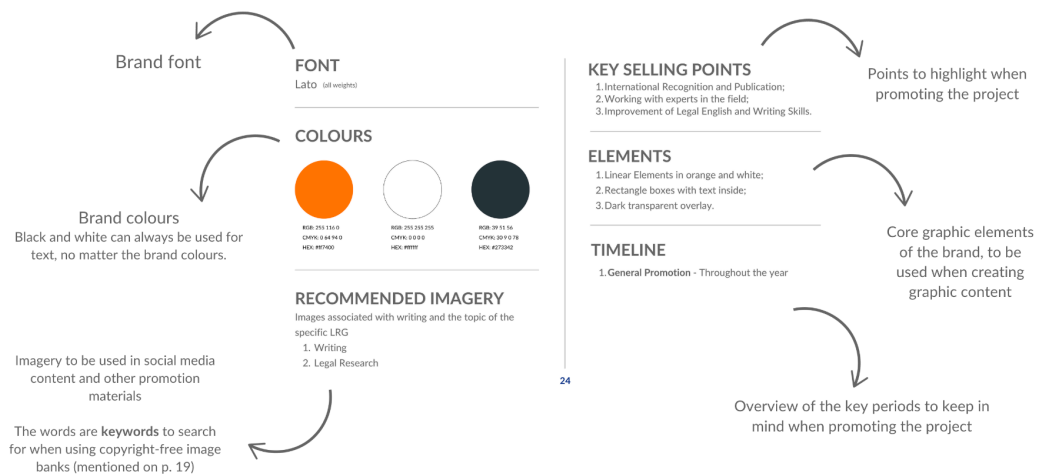 Brand font
FONT
Lato (all weights)
COLOURS
RGB: 255 116 0
CMYK: 0 64 94 0
HEX: #ff7400
RGB: 255 255 255
CMYK: 0 0 0 0
HEX: #ffffff
RGB: 39 51 56
CMYK: 30 9 0 78
HEX: #273342
Brand colours
Black and white can always be used for
text, no matter the brand colours.
RECOMMENDED IMAGERY
Images associated with writing and the topic of the
specific LRG
1. Writing
2. Legal Research
Imagery to be used in social media
content and other promotion
materials
The words are keywords to search
for when using copyright-free image
banks (mentioned on p. 19)
KEY SELLING POINTS
1.International Recognition and Publication;
2.Working with experts in the field;
3.Improvement of Legal English and Writing Skills.
Points to highlight when
promoting the project
ELEMENTS
1.Linear Elements in orange and white;
2.Rectangle boxes with text inside;
3.Dark transparent overlay.
Core graphic elements
of the brand, to be
used when creating
graphic content
TIMELINE
1.General Promotion - Throughout the year
Overview of the key periods to keep in
mind when promoting the project
24